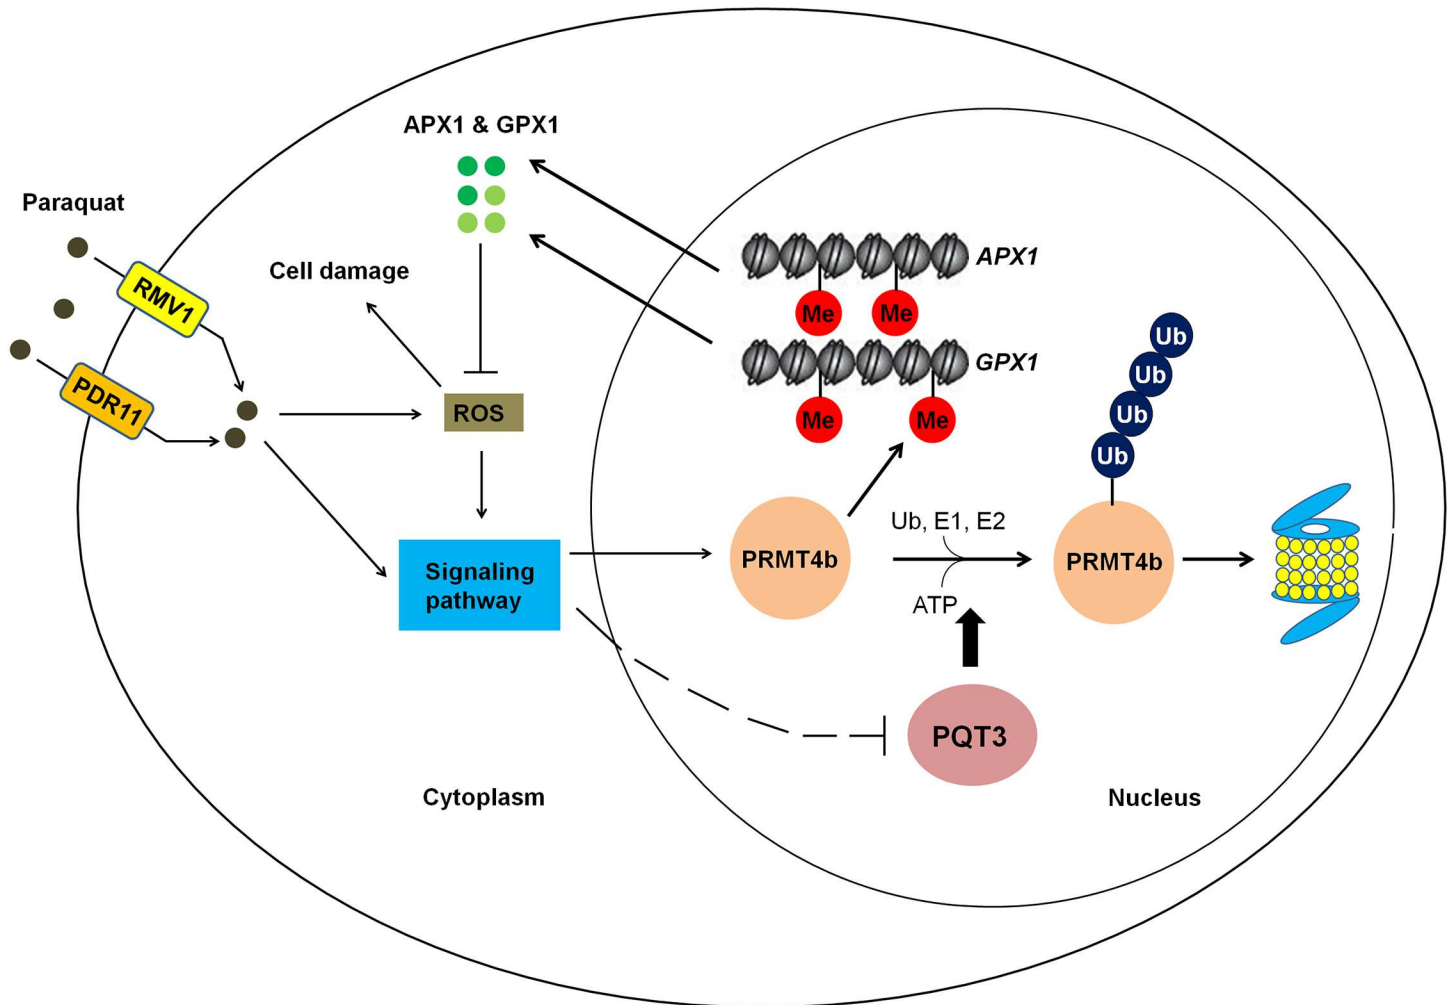 APX1 & GPX1
Paraquat
RMV1
PDR11
Cell damage
ROS
Signaling
pathway
APX1
Me
Me
GPX1
Me
Me
Ub
Ub
Ub
Ub
PRMT4b
Ub, E1, E2
ATP
PRMT4b
PQT3
Cytoplasm
Nucleus